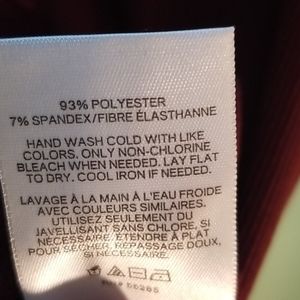 93% POLYESTER
7% SPANDEX/FIBRE ÉLASTHANNE
HAND WASH COLD WITH LIKE
COLORS. ONLY NON-CHLORINE
BLEACH WHEN NEEDED. LAY FLAT
TO DRY. COOL IRON IF NEEDED.
LAVAGE À LA MAIN À L'EAU FROIDE
AVEC COULEURS SIMILAIRES.
UTILISEZ SEULEMENT DU
JAVELLISANT SANS CHLORE, SI
NÉCESSAIRE. ÉTENDRE À PLAT
POUR SÉCHER. REPASSAGE DOUX,
SI NÉCESSAIRE.